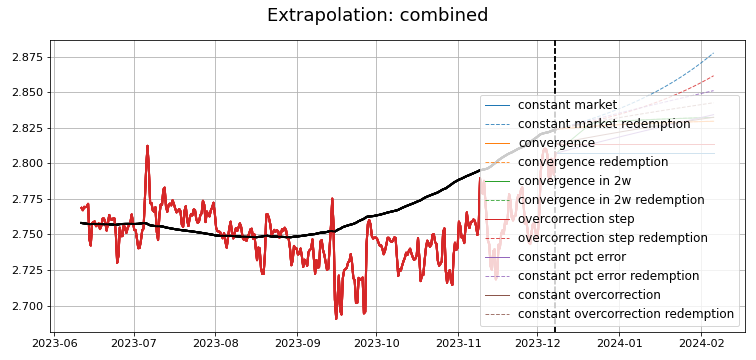 Extrapolation: combined
2.875
2.850
2.825
2.800
2.775
2.750
2.725
2.700
constant market
constant market redemption
convergence
convergence redemption
convergence in 2w
convergence in 2w redemption
overcorrection step
overcorrection step redemption
constant pct error
constant pct error redemption
constant overcorrection
constant overcorrection redemption
2023-06 2023-07 2023-08 2023-09 2023-10 2023-11 2023-12 2024-01 2024-02